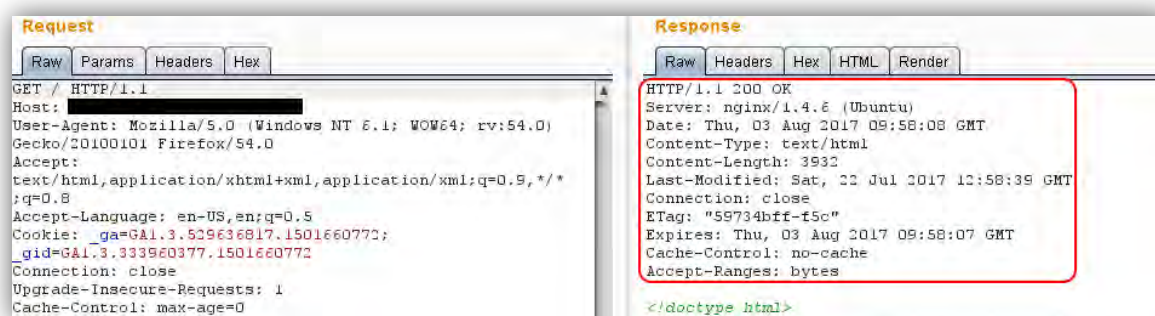 Request
Raw Params Headers Hex
GET / HTTP/1.1
Host:
User-Agent: Mozilla/5.0 (Windows NT 6.1; WOW64; rv:54.0)
Gecko/20100101 Firefox/54.0
Accept:
text/html,application/xhtml+xml,application/xml;q=0.9,*/*
;q=0.8
Accept-Language: en-US,en;q=0.5
Cookie: _ga=GA1.3.529636817.1501660772;
_gid=GA1.3.333960377.1501660772
Connection: close
Upgrade-Insecure-Requests: 1
Cache-Control: max-age=0
Response
Raw Headers Hex HTML Render
HTTP/1.1 200 OK
Server: nginx/1.4.6 (Ubuntu)
Date: Thu, 03 Aug 2017 09:58:08 GMT
Content-Type: text/html
Content-Length: 3932
Last-Modified: Sat, 22 Jul 2017 12:58:39 GMT
Connection: close
ETag: "59734bff-f5c"
Expires: Thu, 03 Aug 2017 09:58:07 GMT
Cache-Control: no-cache
Accept-Ranges: bytes
<!doctype html>